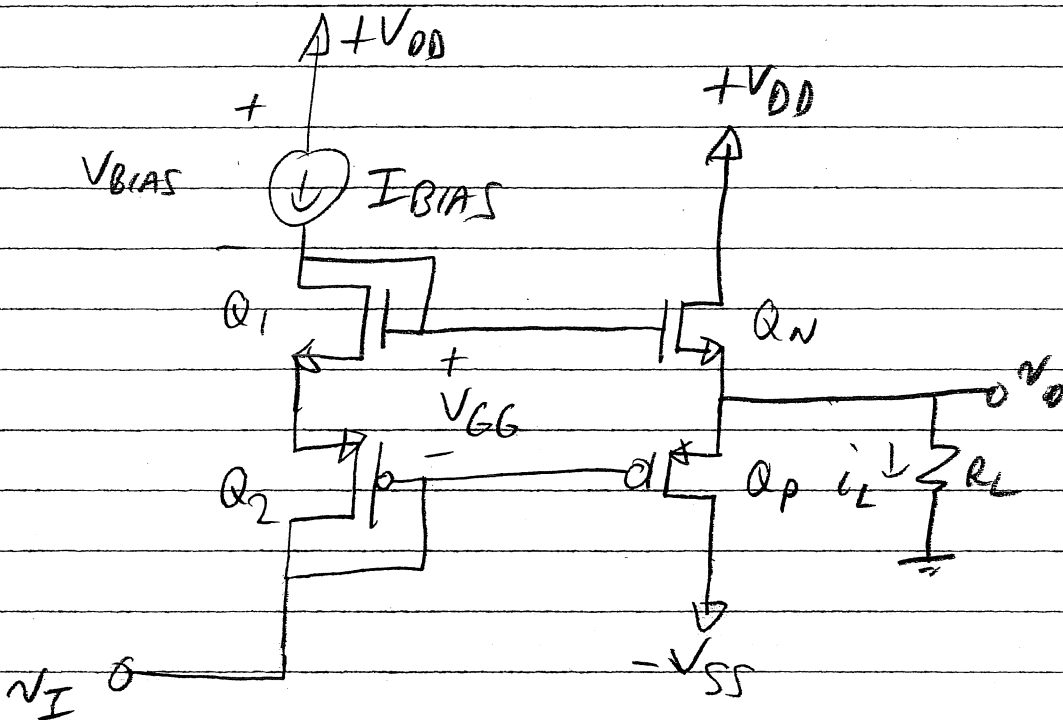 +VDD
+VDD
+
VBIAS
IBIAS
-
Q1
QN
+
VGG
-
vO
Q2
QP
iL
RL
-VSS
vI